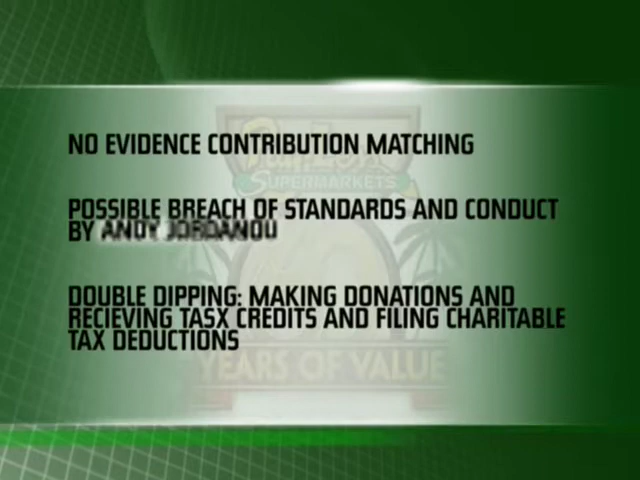 NO EVIDENCE CONTRIBUTION MATCHING
POSSIBLE BREACH OF STANDARDS AND CONDUCT
BY ANDY JORDANOU
DOUBLE DIPPING: MAKING DONATIONS AND
RECIEVING TASX CREDITS AND FILING CHARITABLE
TAX DEDUCTIONS
SUPERMARKETS
YEARS OF VALUE